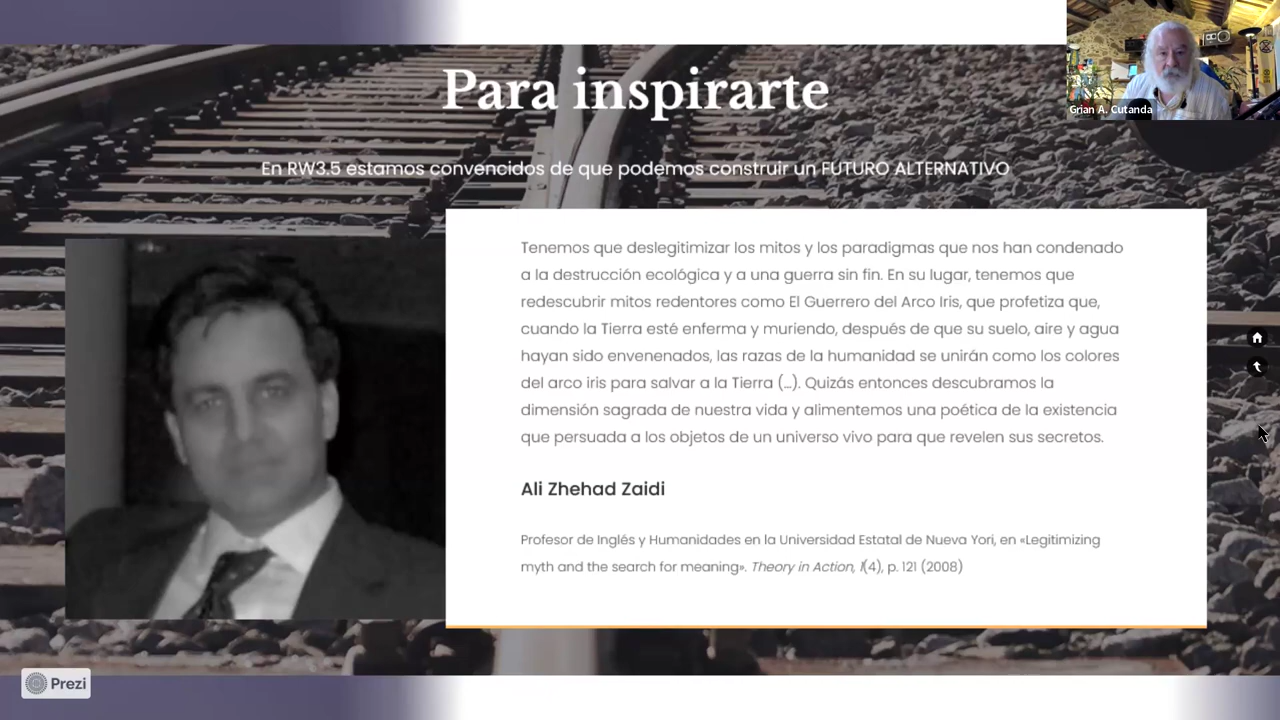 Para inspirarte
Grian A. Cutanda
En RW3.5 estamos convencidos de que podemos construir un FUTURO ALTERNATIVO
Tenemos que deslegitimizar los mitos y los paradigmas que nos han condenado
a la destrucción ecológica y a una guerra sin fin. En su lugar, tenemos que
redescubrir mitos redentores como El Guerrero del Arco Iris, que profetiza que,
cuando la Tierra esté enferma y muriendo, después de que su suelo, aire y agua
hayan sido envenenados, las razas de la humanidad se unirán como los colores
del arco iris para salvar a la Tierra (...). Quizás entonces descubramos la
dimensión sagrada de nuestra vida y alimentemos una poética de la existencia
que persuada a los objetos de un universo vivo para que revelen sus secretos.
Ali Zhehad Zaidi
Profesor de Inglés y Humanidades en la Universidad Estatal de Nueva Yori, en «Legitimizing
myth and the search for meaning». Theory in Action, 1(4), p. 121 (2008)
Prezi